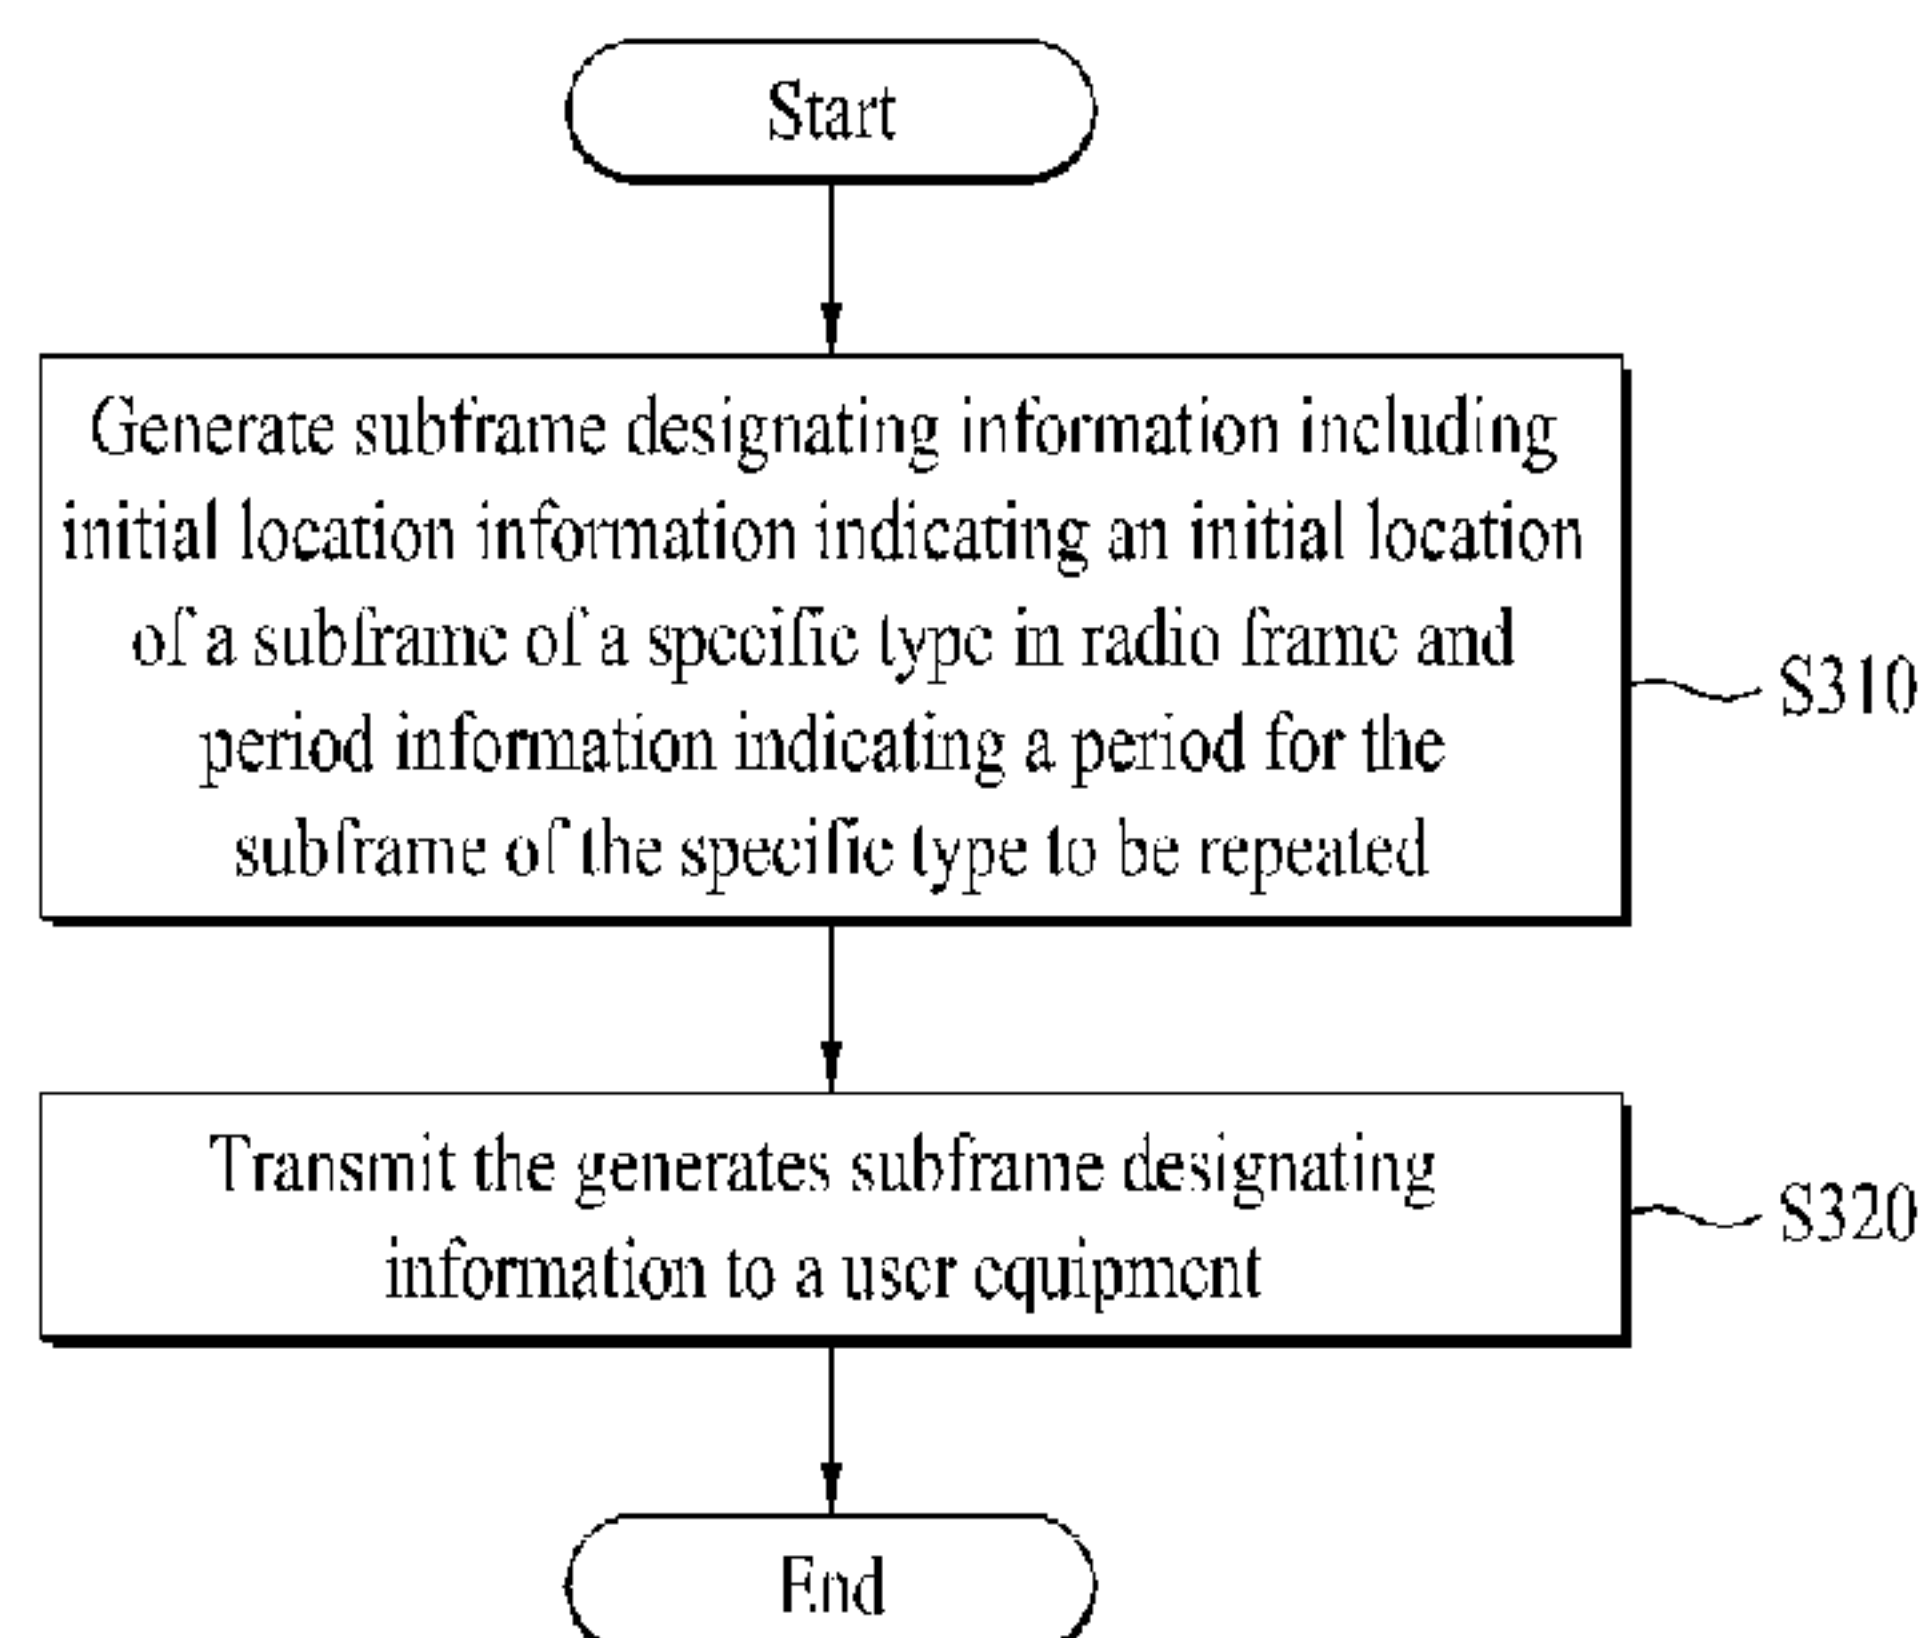 Start
Generate subframe designating information including
initial location information indicating an initial location
of a subframe of a specific type in radio frame and
period information indicating a period for the
subframe of the specific type to be repeated
S310
Transmit the generates subframe designating
information to a user equipment
S320
End